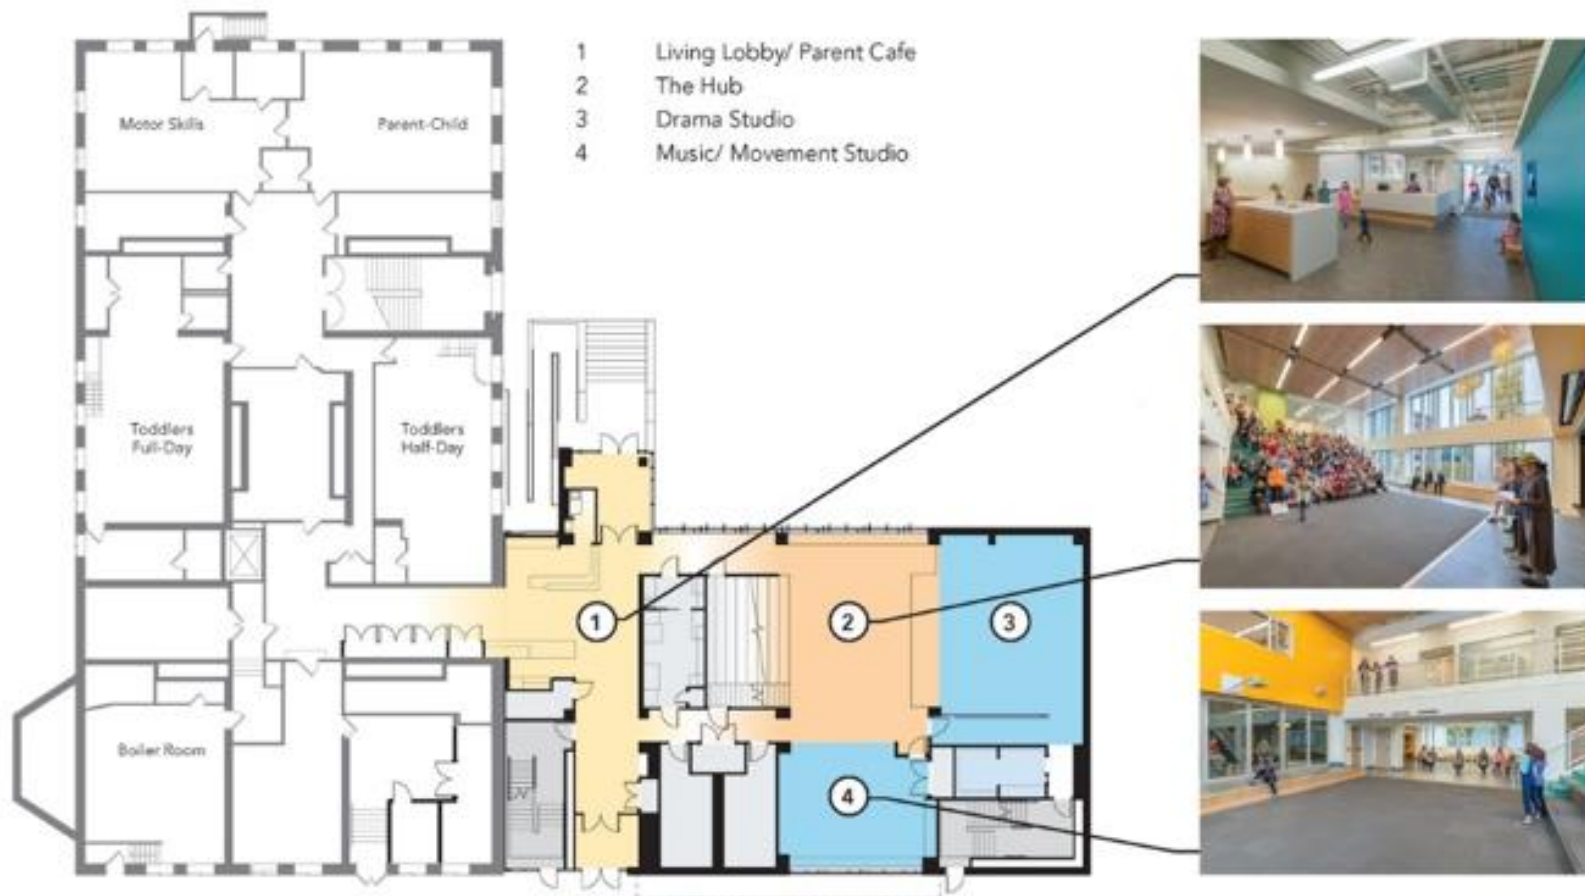 1 Living Lobby/ Parent Cafe
2 The Hub
3 Drama Studio
4 Music/ Movement Studio
Motor Skills
Parent-Child
Toddlers
Full-Day
Toddlers
Half-Day
1
2
3
Boiler Room
4